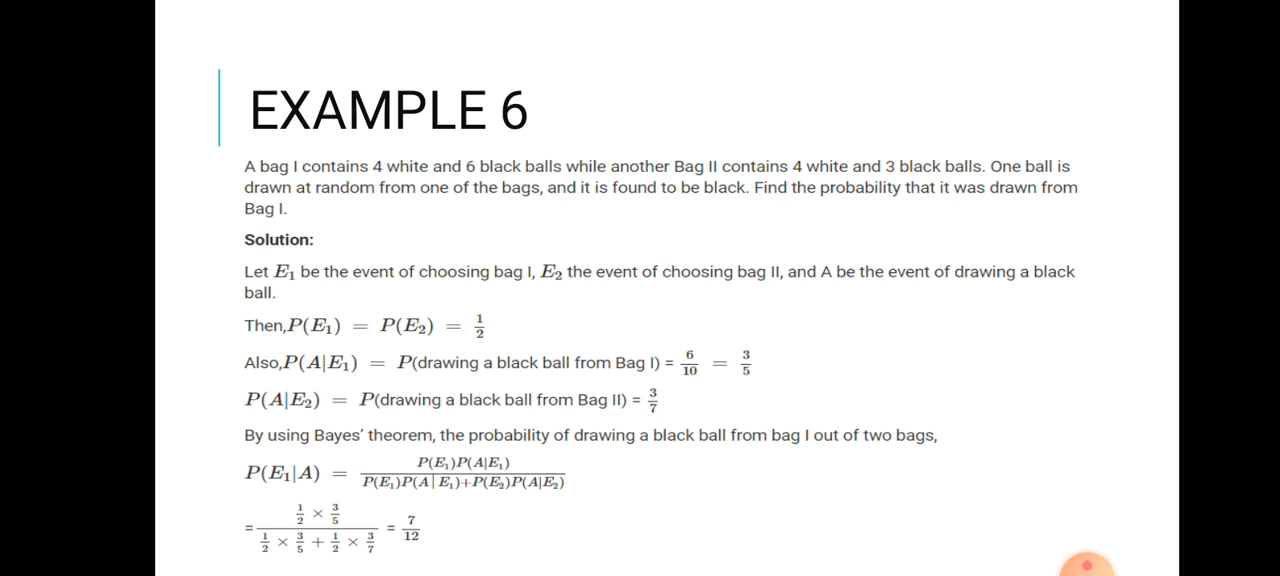 EXAMPLE 6
A bag I contains 4 white and 6 black balls while another Bag II contains 4 white and 3 black balls. One ball is
drawn at random from one of the bags, and it is found to be black. Find the probability that it was drawn from
Bag I.
Solution:
Let E₁ be the event of choosing bag I, E₂ the event of choosing bag II, and A be the event of drawing a black
ball.
Then,P(E₁) = P(E₂) = 1/2
Also,P(A|E₁) = P(drawing a black ball from Bag I) = 6/10 = 3/5
P(A|E₂) = P(drawing a black ball from Bag II) = 3/7
By using Bayes' theorem, the probability of drawing a black ball from bag I out of two bags,
P(E₁|A) = P(E₁)P(A|E₁) / P(E₁)P(A|E₁)+P(E₂)P(A|E₂)
= 1/2 × 3/5 / 1/2 × 3/5 + 1/2 × 3/7 = 7/12